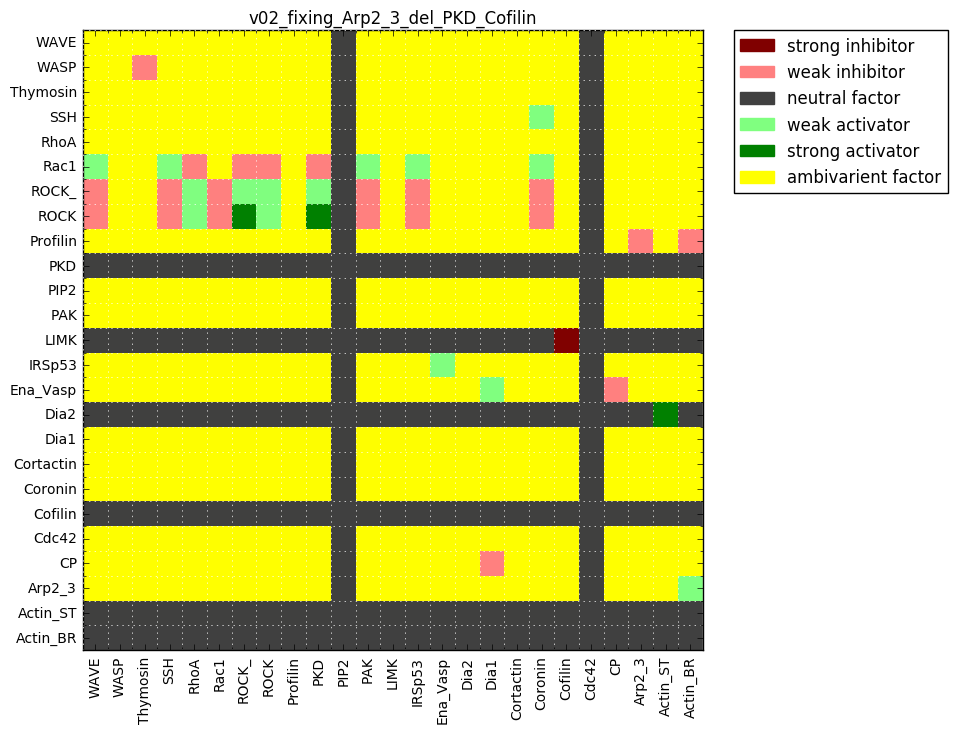 v02_fixing_Arp2_3_del_PKD_Cofilin
WAVE
WASP
Thymosin
SSH
RhoA
Rac1
ROCK_
ROCK
Profilin
PKD
PIP2
PAK
LIMK
IRSp53
Ena_Vasp
Dia2
Dia1
Cortactin
Coronin
Cofilin
Cdc42
CP
Arp2_3
Actin_ST
Actin_BR
WAVE
WASP
Thymosin
SSH
RhoA
Rac1
ROCK_
ROCK
Profilin
PKD
PIP2
PAK
LIMK
IRSp53
Ena_Vasp
Dia2
Dia1
Cortactin
Coronin
Cofilin
Cdc42
CP
Arp2_3
Actin_ST
Actin_BR
strong inhibitor
weak inhibitor
neutral factor
weak activator
strong activator
ambivarient factor